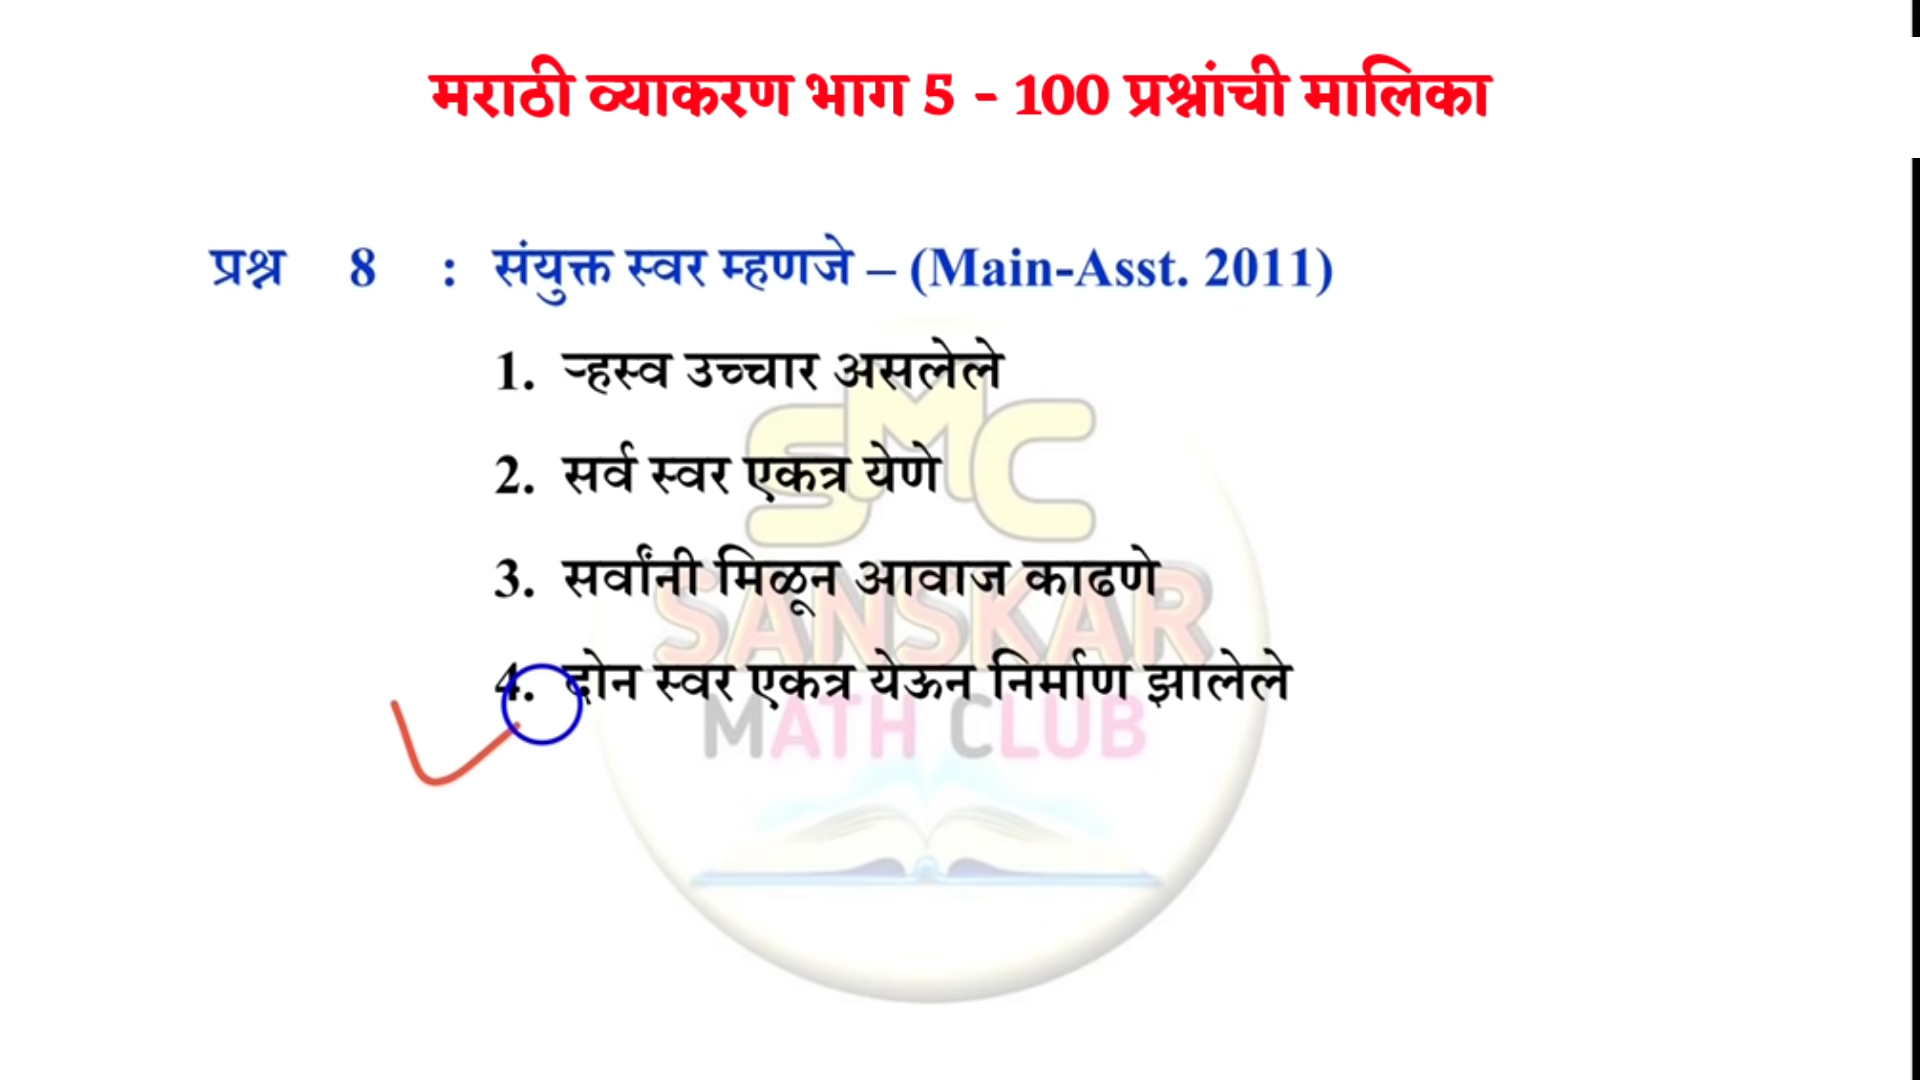 मराठी व्याकरण भाग 5 - 100 प्रश्नांची मालिका
प्रश्न 8 : संयुक्त स्वर म्हणजे – (Main-Asst. 2011)
1. ऱ्हस्व उच्चार असलेले
2. सर्व स्वर एकत्र येणे
3. सर्वांनी मिळून आवाज काढणे
4. दोन स्वर एकत्र येऊन निर्माण झालेले
SMC
SANSKAR
MATH CLUB